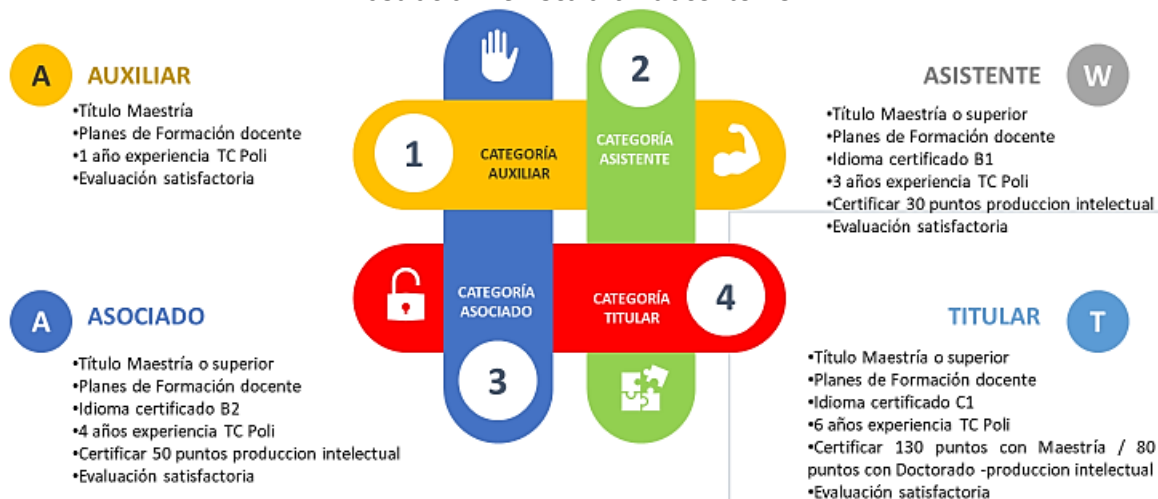 A
AUXILIAR
•Título Maestría
•Planes de Formación docente
•1 año experiencia TC Poli
•Evaluación satisfactoria
1
CATEGORÍA
AUXILIAR
2
CATEGORÍA
ASISTENTE
ASISTENTE
W
•Título Maestría o superior
•Planes de Formación docente
•Idioma certificado B1
•3 años experiencia TC Poli
•Certificar 30 puntos produccion intelectual
•Evaluación satisfactoria
A
ASOCIADO
•Título Maestría o superior
•Planes de Formación docente
•Idioma certificado B2
•4 años experiencia TC Poli
•Certificar 50 puntos produccion intelectual
•Evaluación satisfactoria
CATEGORÍA
ASOCIADO
3
CATEGORÍA
TITULAR
4
TITULAR
T
•Título Maestría o superior
•Planes de Formación docente
•Idioma certificado C1
•6 años experiencia TC Poli
•Certificar 130 puntos con Maestría / 80
puntos con Doctorado -produccion intelectual
•Evaluación satisfactoria